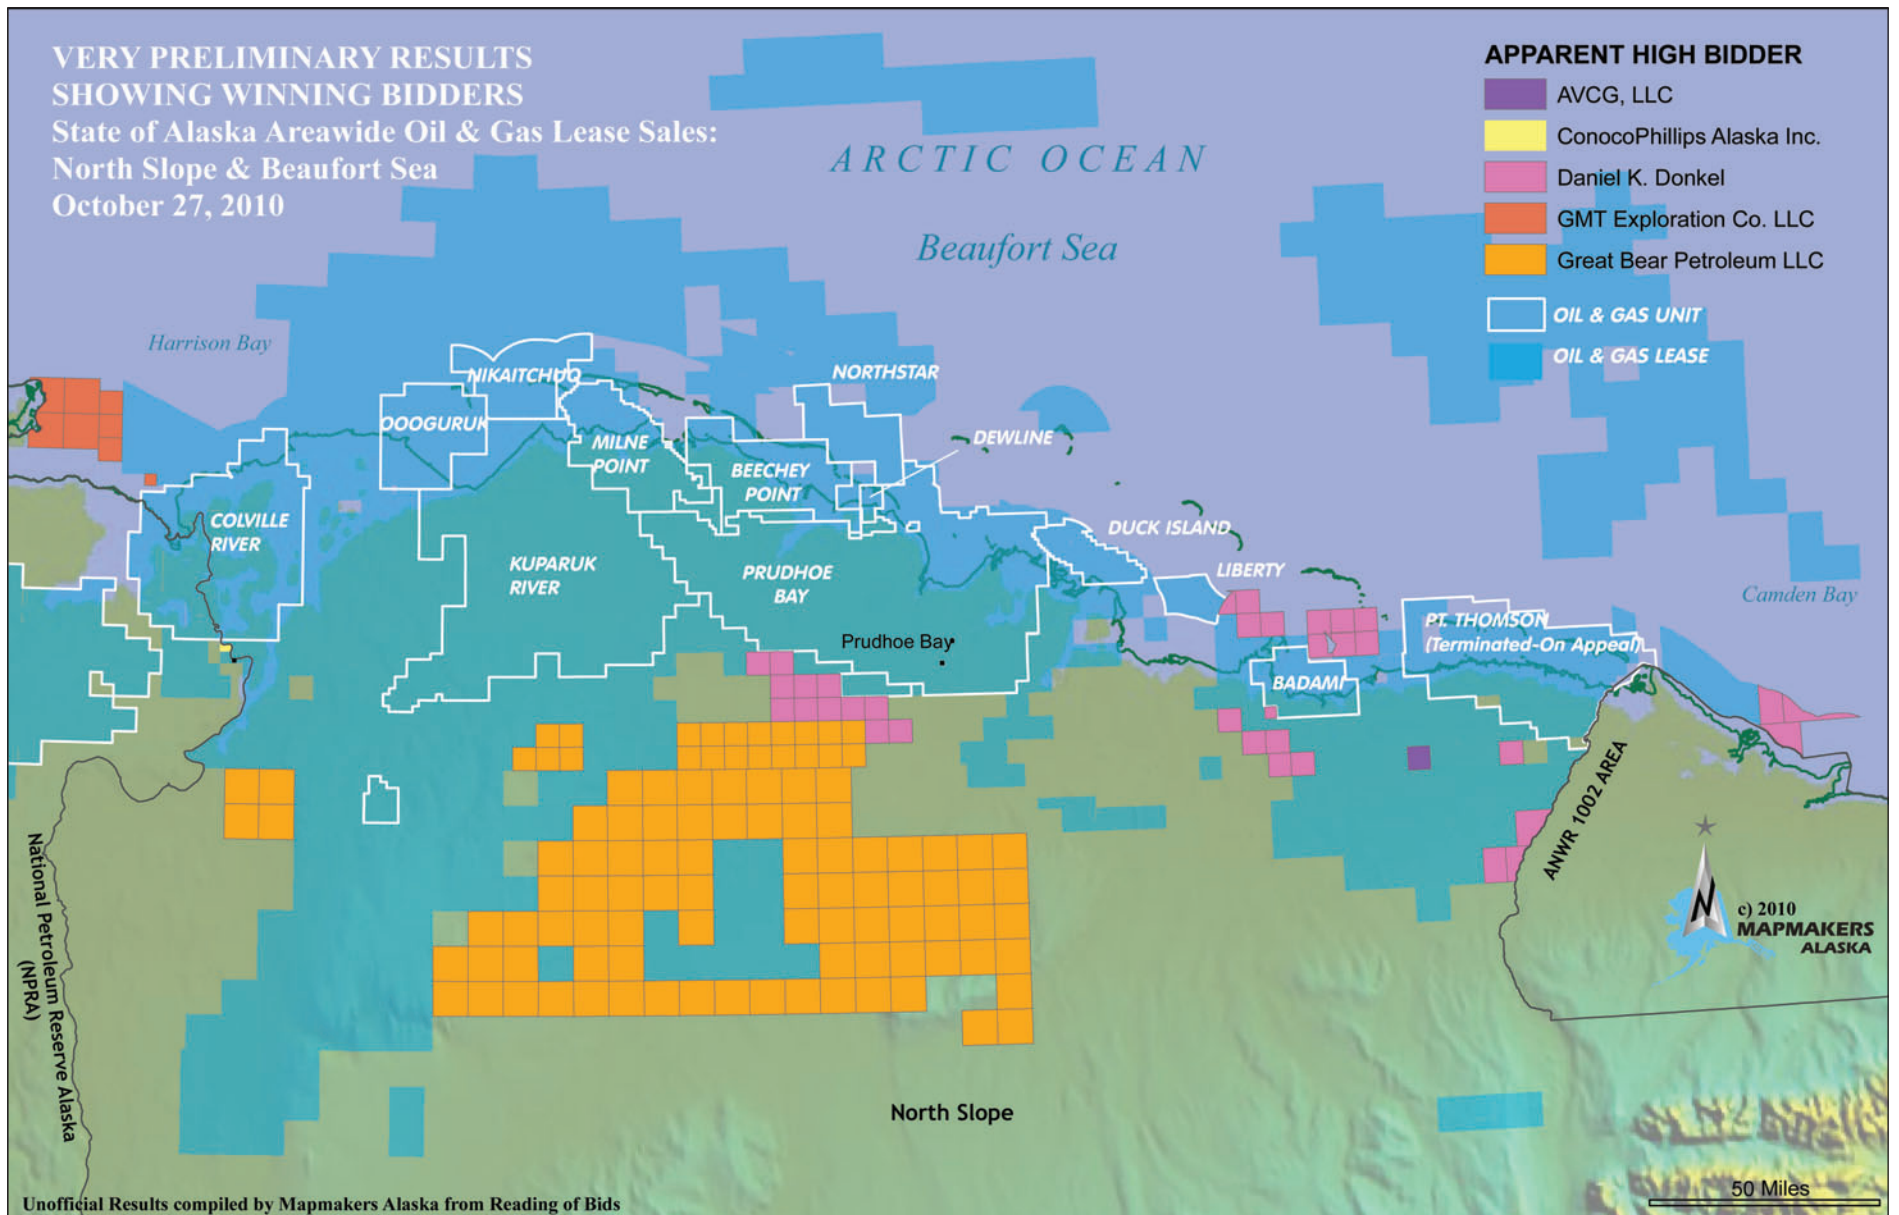 VERY PRELIMINARY RESULTS
SHOWING WINNING BIDDERS
State of Alaska Areawide Oil & Gas Lease Sales:
North Slope & Beaufort Sea
October 27, 2010
APPARENT HIGH BIDDER
AVCG, LLC
ConocoPhillips Alaska Inc.
Daniel K. Donkel
GMT Exploration Co. LLC
Great Bear Petroleum LLC
OIL & GAS UNIT
OIL & GAS LEASE
ARCTIC OCEAN
Beaufort Sea
Harrison Bay
NIKAITCHUQ
NORTHSTAR
OOOGURUK
MILNE
POINT
DEWLINE
BEECHEY
POINT
COLVILLE
RIVER
DUCK ISLAND
KUPARUK
RIVER
PRUDHOE
BAY
LIBERTY
Camden Bay
Prudhoe Bay
PT. THOMSON
(Terminated-On Appeal)
BADAMI
ANWR 1002 AREA
National Petroleum Reserve Alaska
(NPRA)
N
c) 2010
MAPMAKERS
ALASKA
North Slope
50 Miles
Unofficial Results compiled by Mapmakers Alaska from Reading of Bids